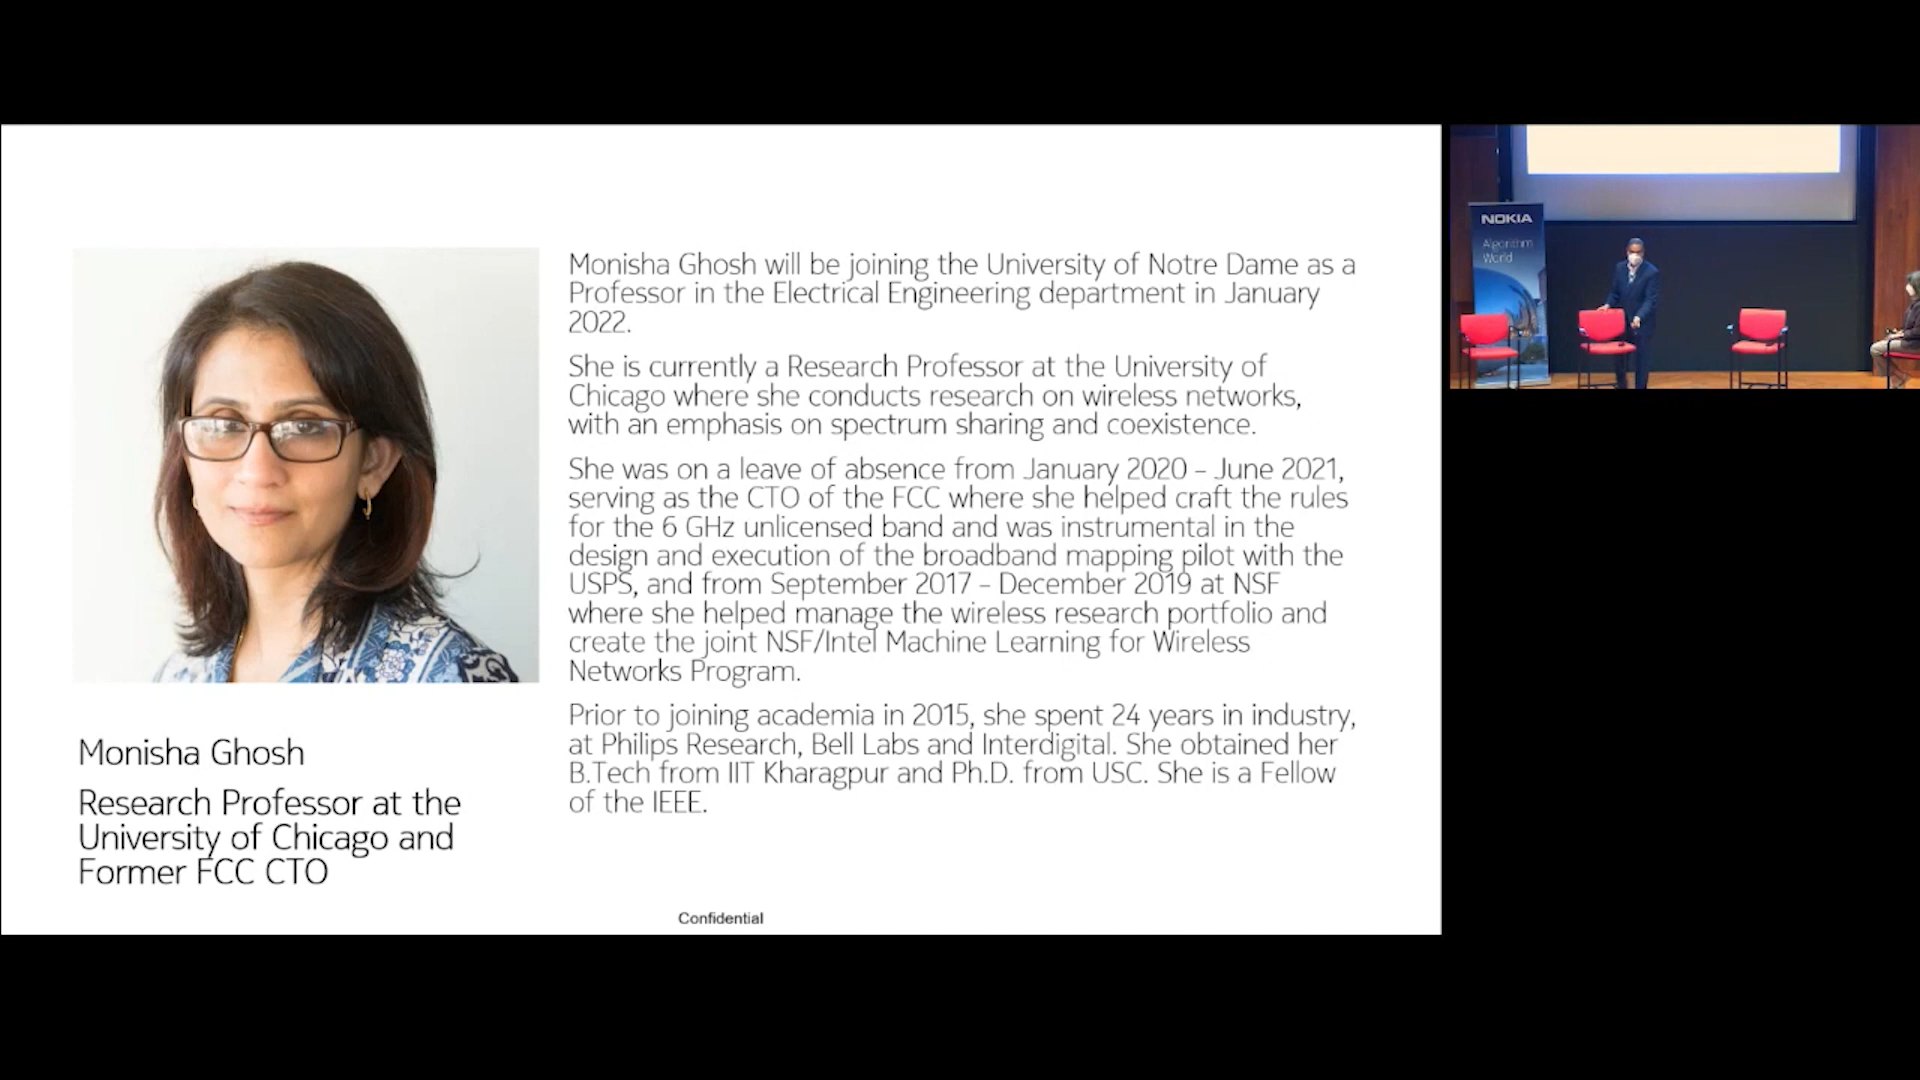 Monisha Ghosh will be joining the University of Notre Dame as a
Professor in the Electrical Engineering department in January
2022.
She is currently a Research Professor at the University of
Chicago where she conducts research on wireless networks,
with an emphasis on spectrum sharing and coexistence.
She was on a leave of absence from January 2020 – June 2021,
serving as the CTO of the FCC where she helped craft the rules
for the 6 GHz unlicensed band and was instrumental in the
design and execution of the broadband mapping pilot with the
USPS, and from September 2017 – December 2019 at NSF
where she helped manage the wireless research portfolio and
create the joint NSF/Intel Machine Learning for Wireless
Networks Program.
Prior to joining academia in 2015, she spent 24 years in industry,
at Philips Research, Bell Labs and Interdigital. She obtained her
B.Tech from IIT Kharagpur and Ph.D. from USC. She is a Fellow
of the IEEE.
Monisha Ghosh
Research Professor at the
University of Chicago and
Former FCC CTO
Confidential
NOKIA
Algorithm
World